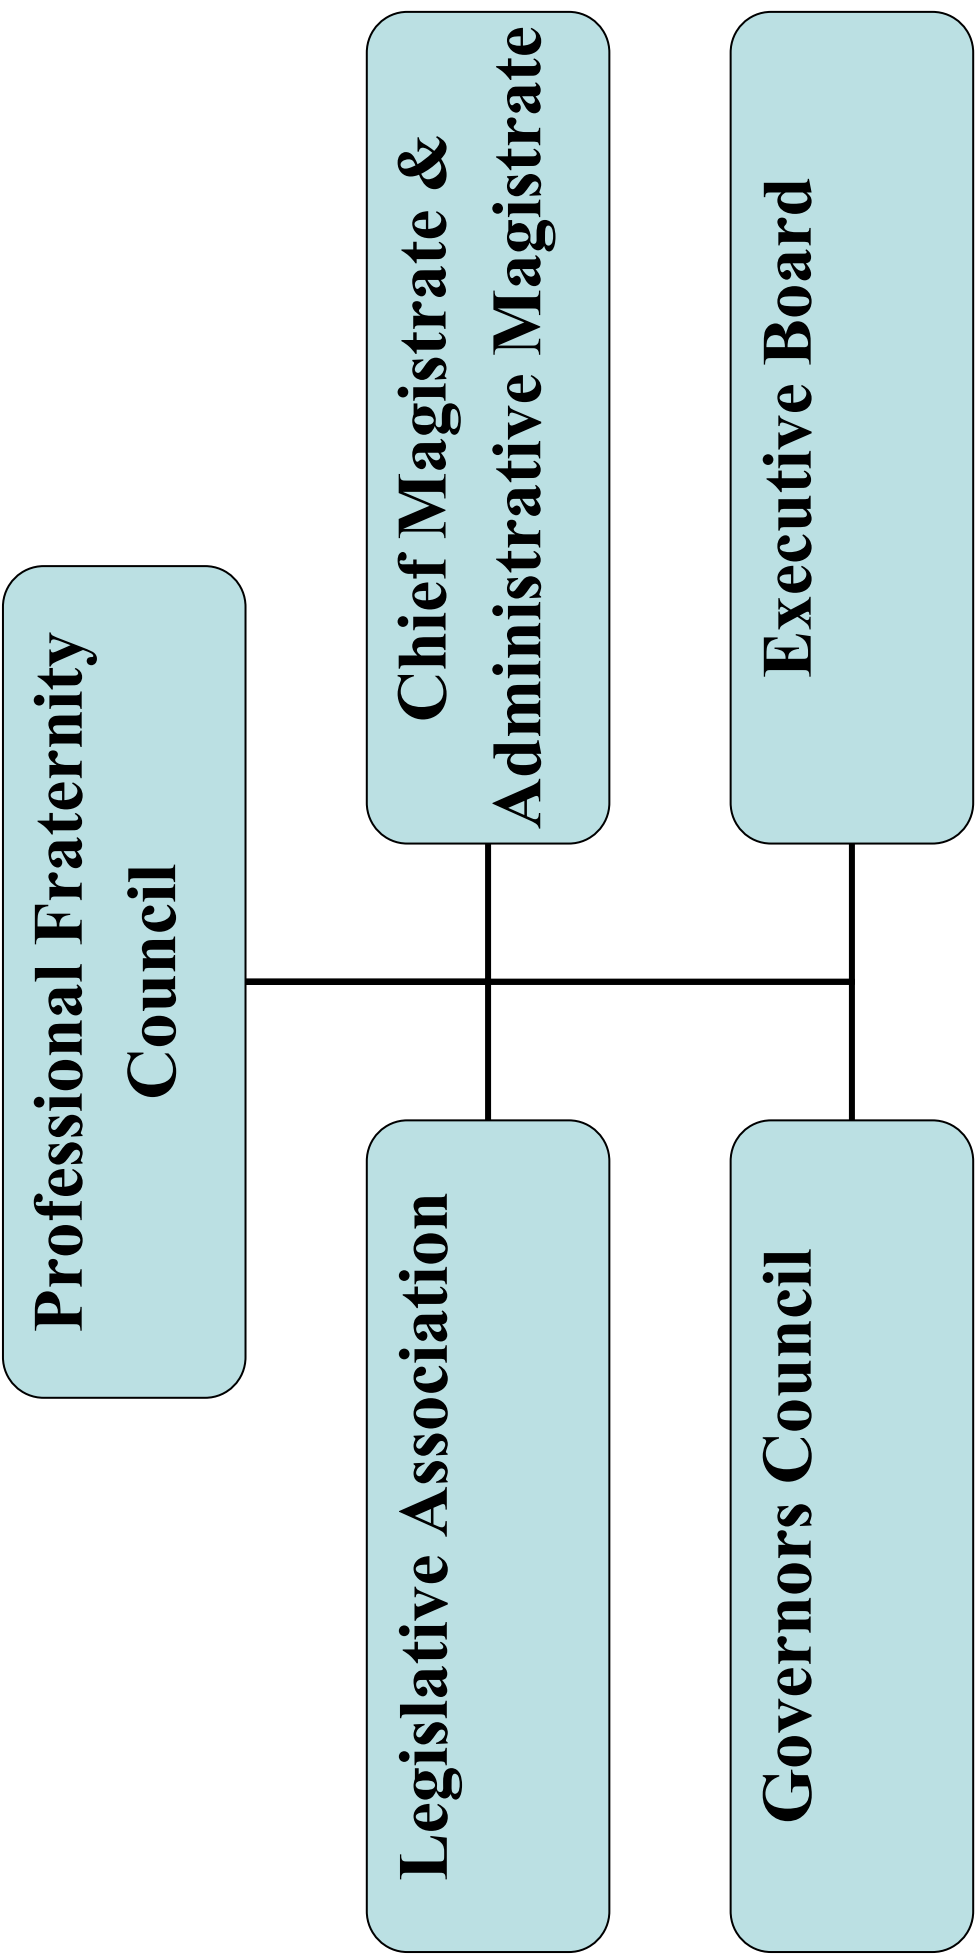 Professional Fraternity
Council
Legislative Association
Chief Magistrate &
Administrative Magistrate
Governors Council
Executive Board